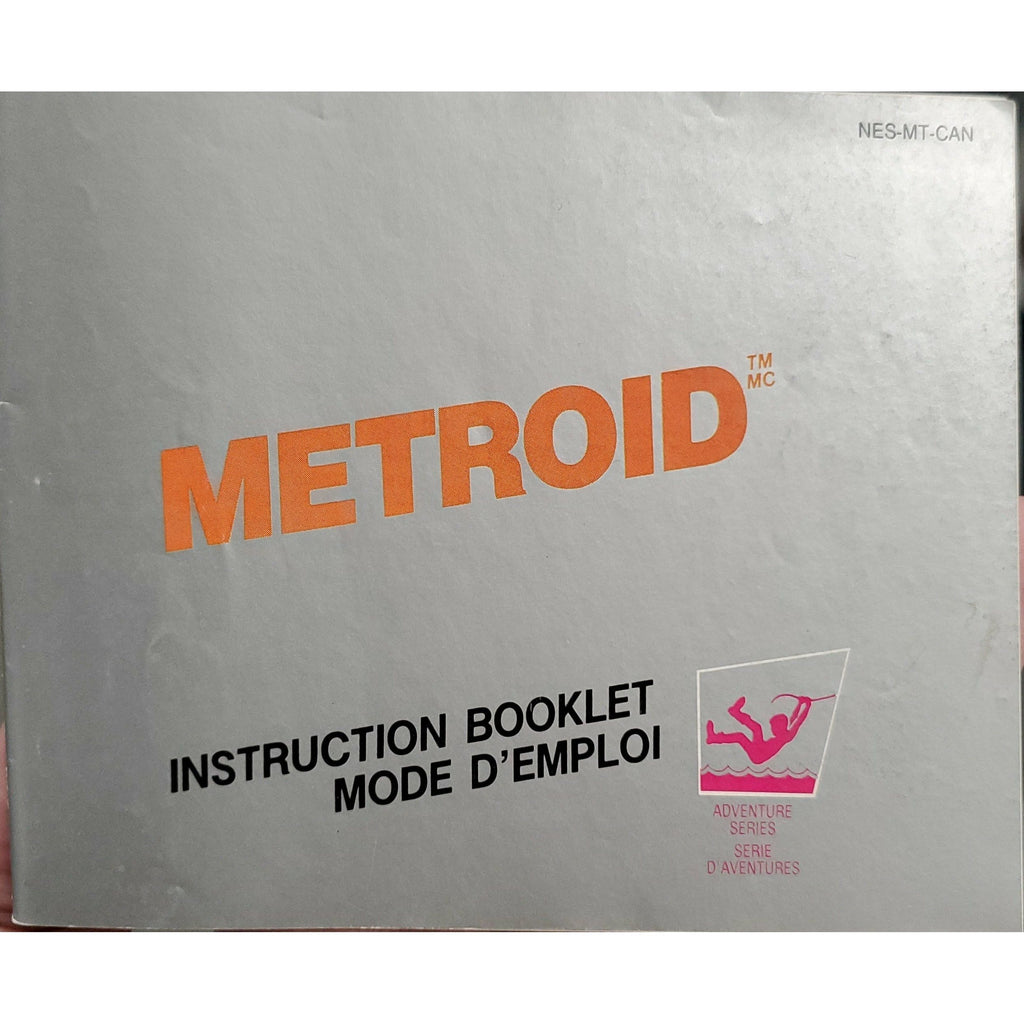 NES-MT-CAN
METROID
TM
MC
INSTRUCTION BOOKLET
MODE D'EMPLOI
ADVENTURE
SERIES
SERIE
D'AVENTURES